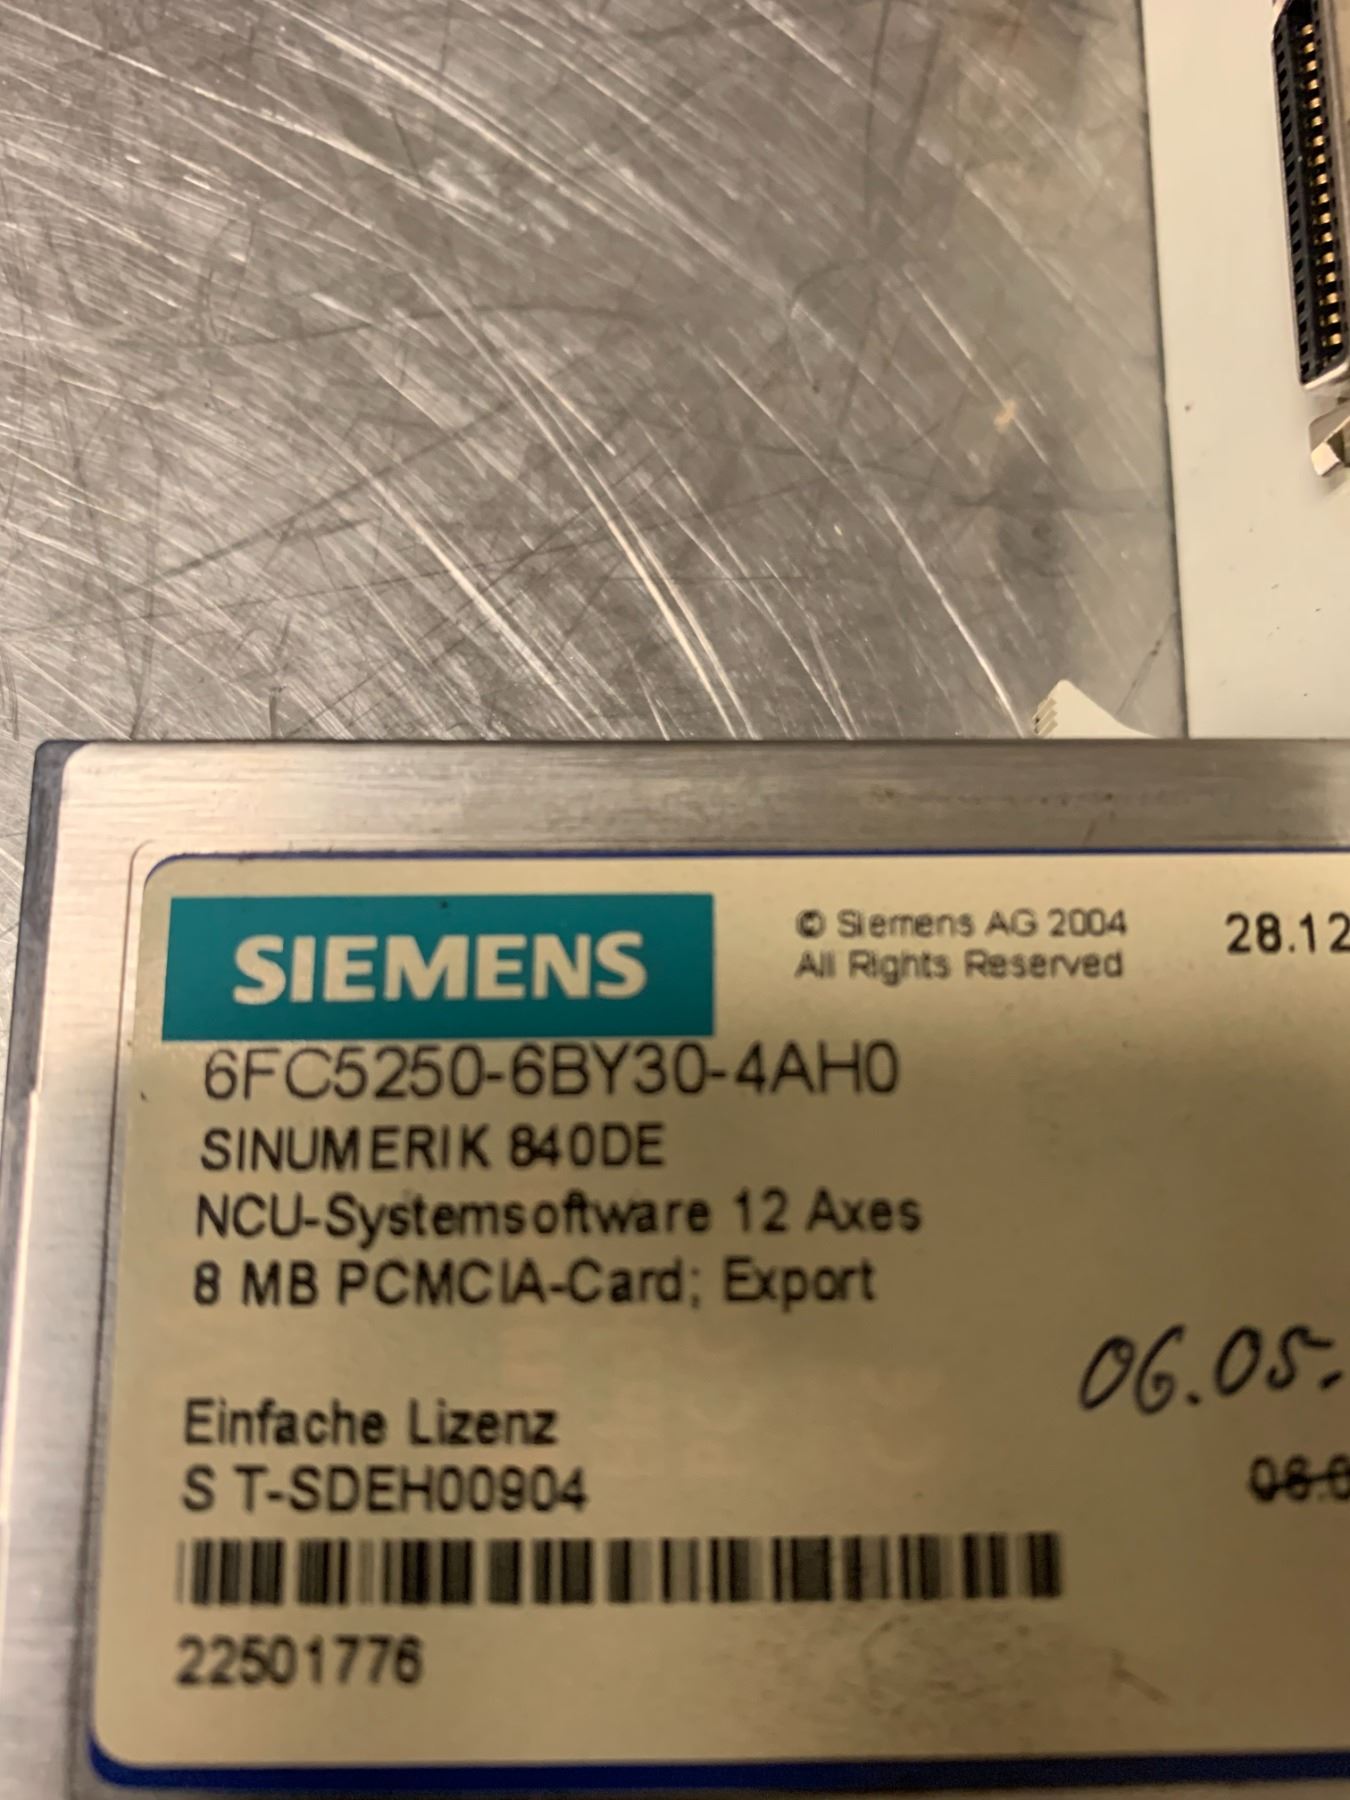 SIEMENS
© Siemens AG 2004
All Rights Reserved
28.12
6FC5250-6BY30-4AH0
SINUMERIK 840DE
NCU-Systemsoftware 12 Axes
8 MB PCMCIA-Card; Export
06.05.
Einfache Lizenz
S T-SDEH00904
22501776